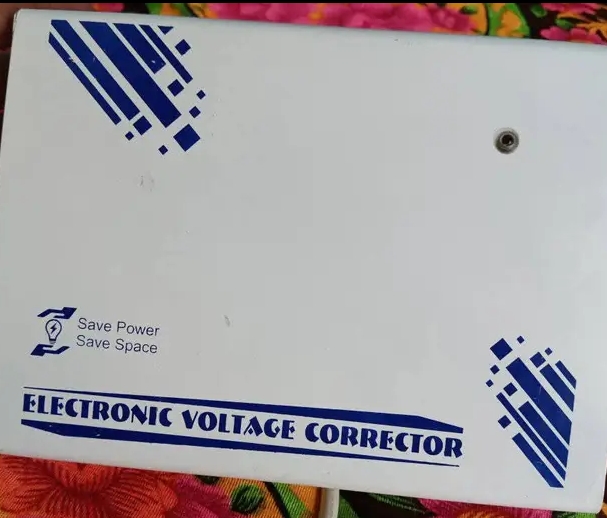 Save Power
Save Space
ELECTRONIC VOLTAGE CORRECTOR